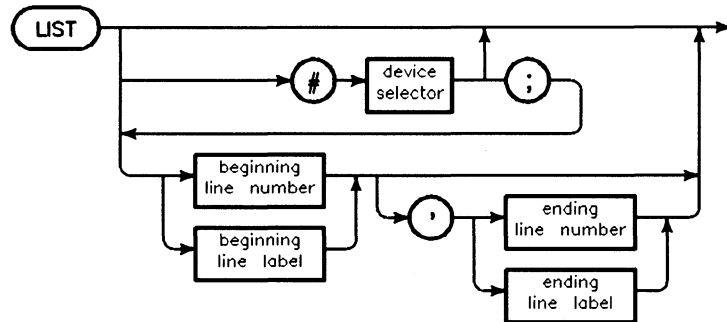 LIST
#
device
selector
;
beginning
line number
beginning
line label
,
ending
line number
ending
line label